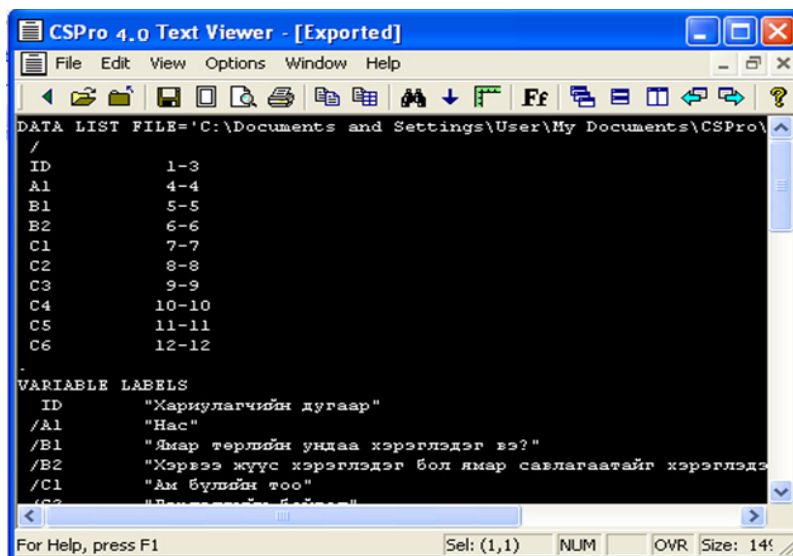 CSPro 4.0 Text Viewer - [Exported]
File Edit View Options Window Help
Ff
DATA LIST FILE='C:\Documents and Settings\User\My Documents\CSPro\
/
ID 1-3
A1 4-4
B1 5-5
B2 6-6
C1 7-7
C2 8-8
C3 9-9
C4 10-10
C5 11-11
C6 12-12
.
VARIABLE LABELS
ID "Хариулагчийн дугаар"
/A1 "Нас"
/B1 "Ямар төрлийн ундаа хэрэглэдэг вэ?"
/B2 "Хэрвээ жүүс хэрэглэдэг бол ямар савлагаатайг хэрэглэдэ
/C1 "Ам бүлийн тоо"
For Help, press F1 Sel: (1,1) NUM OVR Size: 149